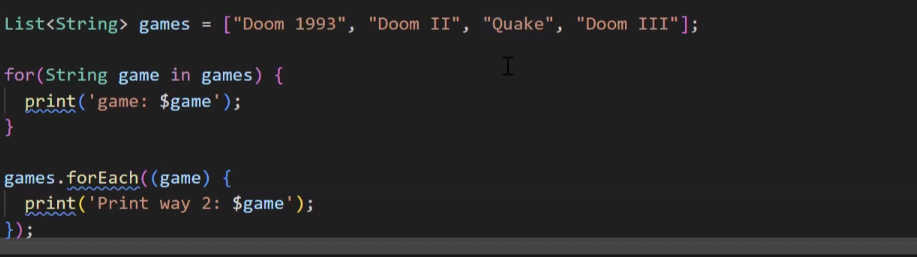 List<String> games = ["Doom 1993", "Doom II", "Quake", "Doom III"];
for(String game in games) {
print('game: $game');
}
games.forEach((game) {
print('Print way 2: $game');
});